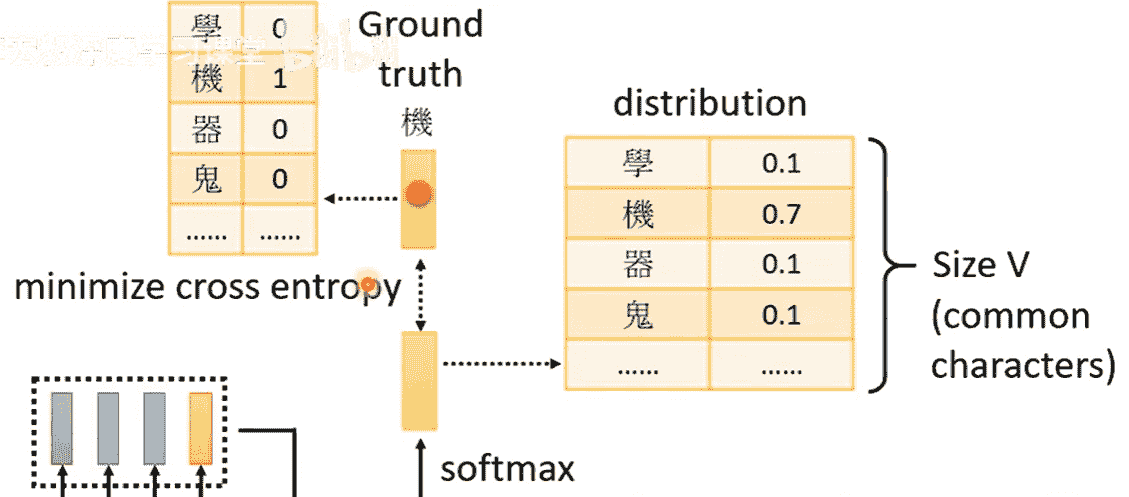 學 0
機 1
器 0
鬼 0
...... ......
Ground
truth
機
minimize cross entropy
distribution
學 0.1
機 0.7
器 0.1
鬼 0.1
...... ......
Size V
(common
characters)
softmax